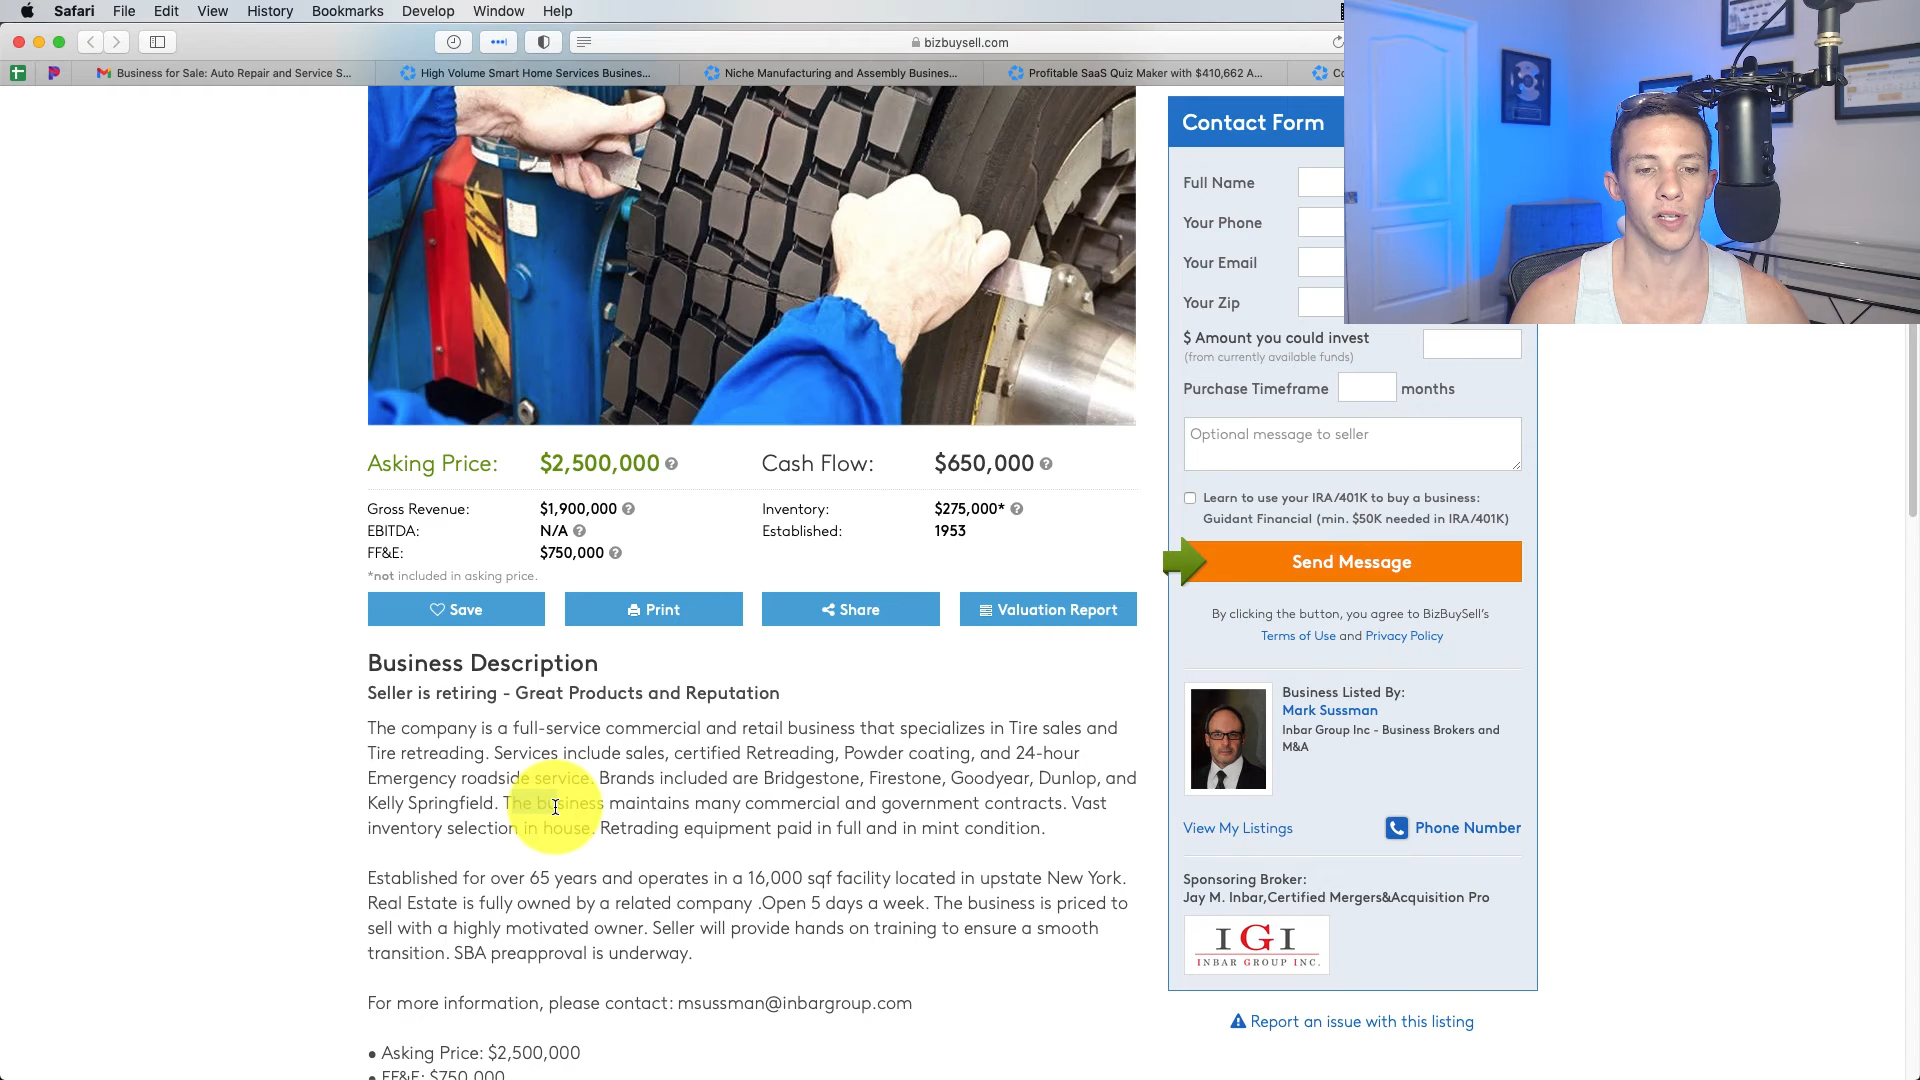 Safari File Edit View History Bookmarks Develop Window Help
bizbuysell.com
Business for Sale: Auto Repair and Service S... High Volume Smart Home Services Busines... Niche Manufacturing and Assembly Busines... Profitable SaaS Quiz Maker with $410,662 A... Co
Contact Form
Full Name
Your Phone
Your Email
Your Zip
$ Amount you could invest
(from currently available funds)
Purchase Timeframe months
Optional message to seller
Learn to use your IRA/401K to buy a business:
Guidant Financial (min. $50K needed in IRA/401K)
Send Message
By clicking the button, you agree to BizBuySell's
Terms of Use and Privacy Policy
Business Listed By:
Mark Sussman
Inbar Group Inc - Business Brokers and
M&A
View My Listings Phone Number
Sponsoring Broker:
Jay M. Inbar,Certified Mergers&Acquisition Pro
IGI
INBAR GROUP INC.
Report an issue with this listing
Asking Price: $2,500,000 Cash Flow: $650,000
Gross Revenue: $1,900,000 Inventory: $275,000*
EBITDA: N/A Established: 1953
FF&E: $750,000
*not included in asking price.
Save Print Share Valuation Report
Business Description
Seller is retiring - Great Products and Reputation
The company is a full-service commercial and retail business that specializes in Tire sales and
Tire retreading. Services include sales, certified Retreading, Powder coating, and 24-hour
Emergency roadside service. Brands included are Bridgestone, Firestone, Goodyear, Dunlop, and
Kelly Springfield. The business maintains many commercial and government contracts. Vast
inventory selection in house. Retrading equipment paid in full and in mint condition.
Established for over 65 years and operates in a 16,000 sqf facility located in upstate New York.
Real Estate is fully owned by a related company .Open 5 days a week. The business is priced to
sell with a highly motivated owner. Seller will provide hands on training to ensure a smooth
transition. SBA preapproval is underway.
For more information, please contact: msussman@inbargroup.com
• Asking Price: $2,500,000
• FF&E: $750,000